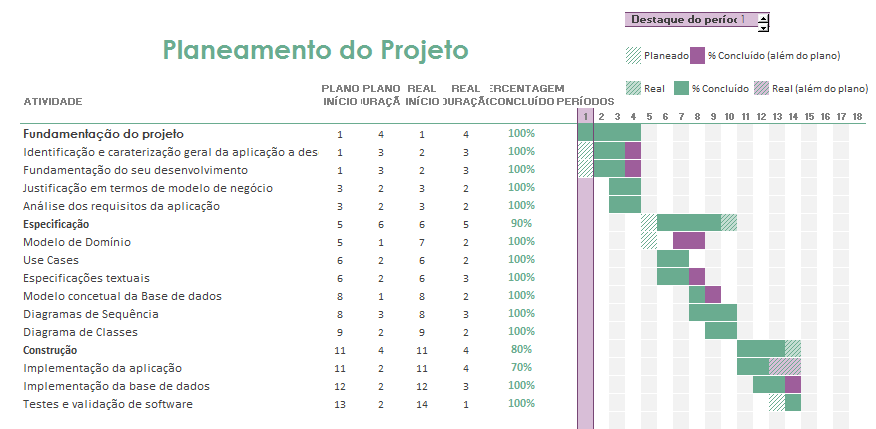 Destaque do períoc 1
Planeamento do Projeto
Planeado % Concluído (além do plano)
Real % Concluído Real (além do plano)
PLANO PLANO REAL REAL ERCENTAGEM
ATIVIDADE INÍCIO URAÇÃ INÍCIO URAÇÃ CONCLUÍDO PERÍODOS
1 2 3 4 5 6 7 8 9 10 11 12 13 14 15 16 17 18
Fundamentação do projeto 1 4 1 4 100%
Identificação e caraterização geral da aplicação a des 1 3 2 3 100%
Fundamentação do seu desenvolvimento 1 3 2 3 100%
Justificação em termos de modelo de negócio 3 2 3 2 100%
Análise dos requisitos da aplicação 3 2 3 2 100%
Especificação 5 6 6 5 90%
Modelo de Domínio 5 1 7 2 100%
Use Cases 6 2 6 2 100%
Especificações textuais 6 2 6 3 100%
Modelo concetual da Base de dados 8 1 8 2 100%
Diagramas de Sequência 8 3 8 3 100%
Diagrama de Classes 9 2 9 2 100%
Construção 11 4 11 4 80%
Implementação da aplicação 11 2 11 4 70%
Implementação da base de dados 12 2 12 3 100%
Testes e validação de software 13 2 14 1 100%